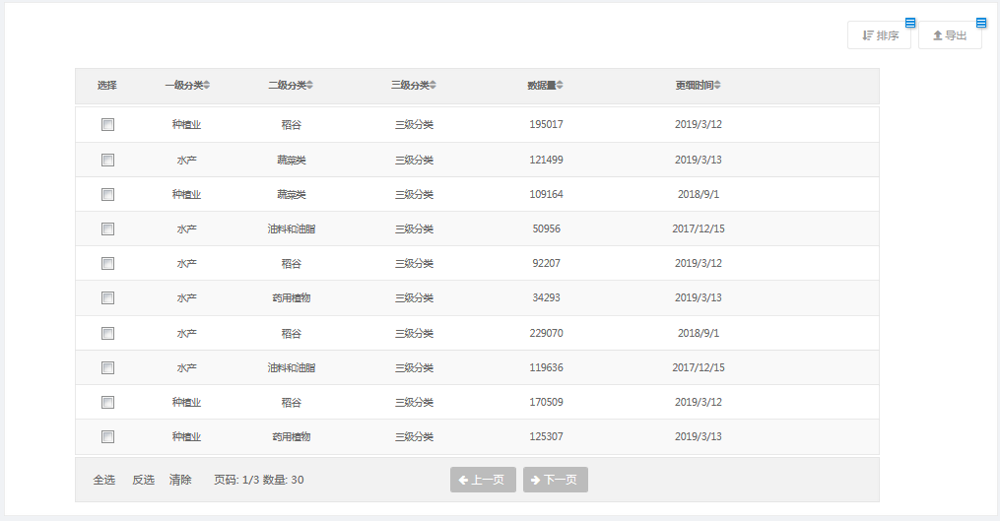 排序 导出
选择 一级分类 二级分类 三级分类 数据量 更新时间
种植业 稻谷 三级分类 195017 2019/3/12
水产 蔬菜类 三级分类 121499 2019/3/13
种植业 蔬菜类 三级分类 109164 2018/9/1
水产 油料和油脂 三级分类 50956 2017/12/15
水产 稻谷 三级分类 92207 2019/3/12
水产 药用植物 三级分类 34293 2019/3/13
水产 稻谷 三级分类 229070 2018/9/1
水产 油料和油脂 三级分类 119636 2017/12/15
种植业 稻谷 三级分类 170509 2019/3/12
种植业 药用植物 三级分类 125307 2019/3/13
全选 反选 清除 页码: 1/3 数量: 30 上一页 下一页